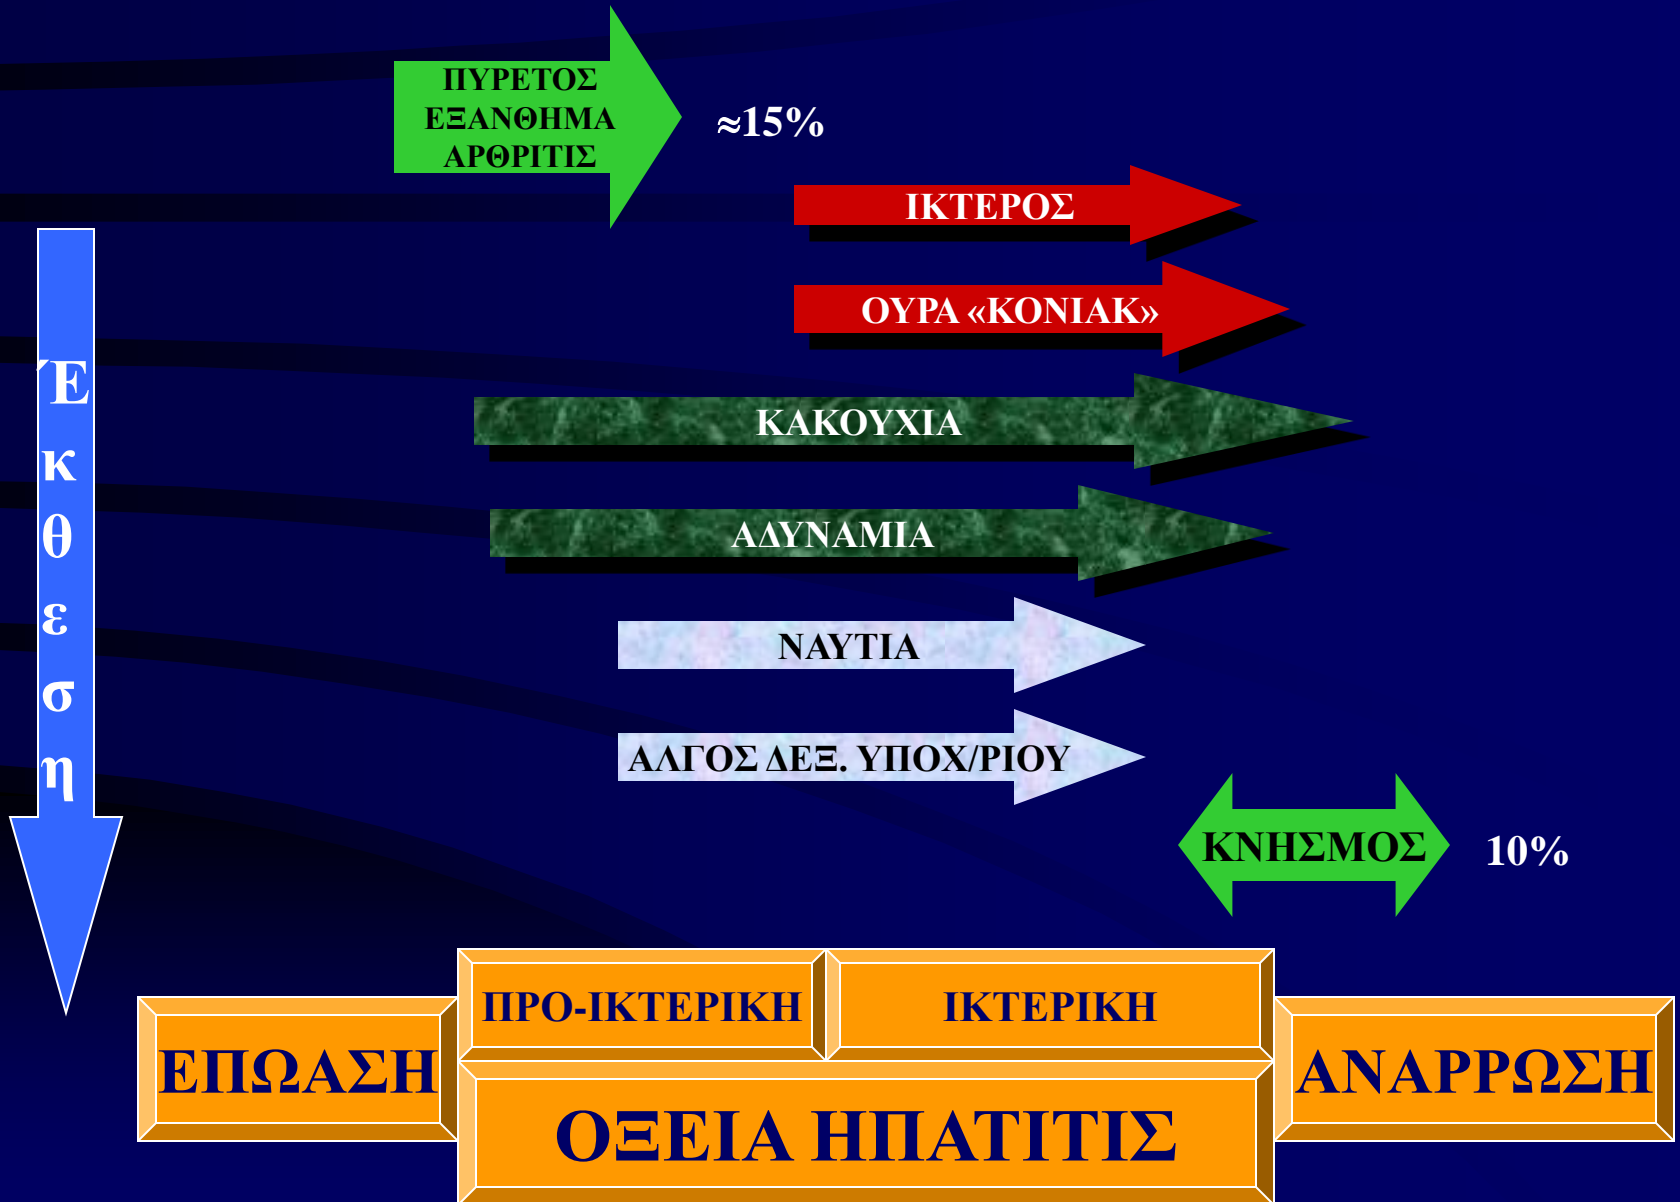 ΠΥΡΕΤΟΣ
ΕΞΑΝΘΗΜΑ
ΑΡΘΡΙΤΙΣ
≈15%
ΙΚΤΕΡΟΣ
ΟΥΡΑ «ΚΟΝΙΑΚ»
Έκθεση
ΚΑΚΟΥΧΙΑ
ΑΔΥΝΑΜΙΑ
ΝΑΥΤΙΑ
ΑΛΓΟΣ ΔΕΞ. ΥΠΟΧ/ΡΙΟΥ
ΚΝΗΣΜΟΣ
10%
ΠΡΟ-ΙΚΤΕΡΙΚΗ
ΙΚΤΕΡΙΚΗ
ΕΠΩΑΣΗ
ΟΞΕΙΑ ΗΠΑΤΙΤΙΣ
ΑΝΑΡΡΩΣΗ